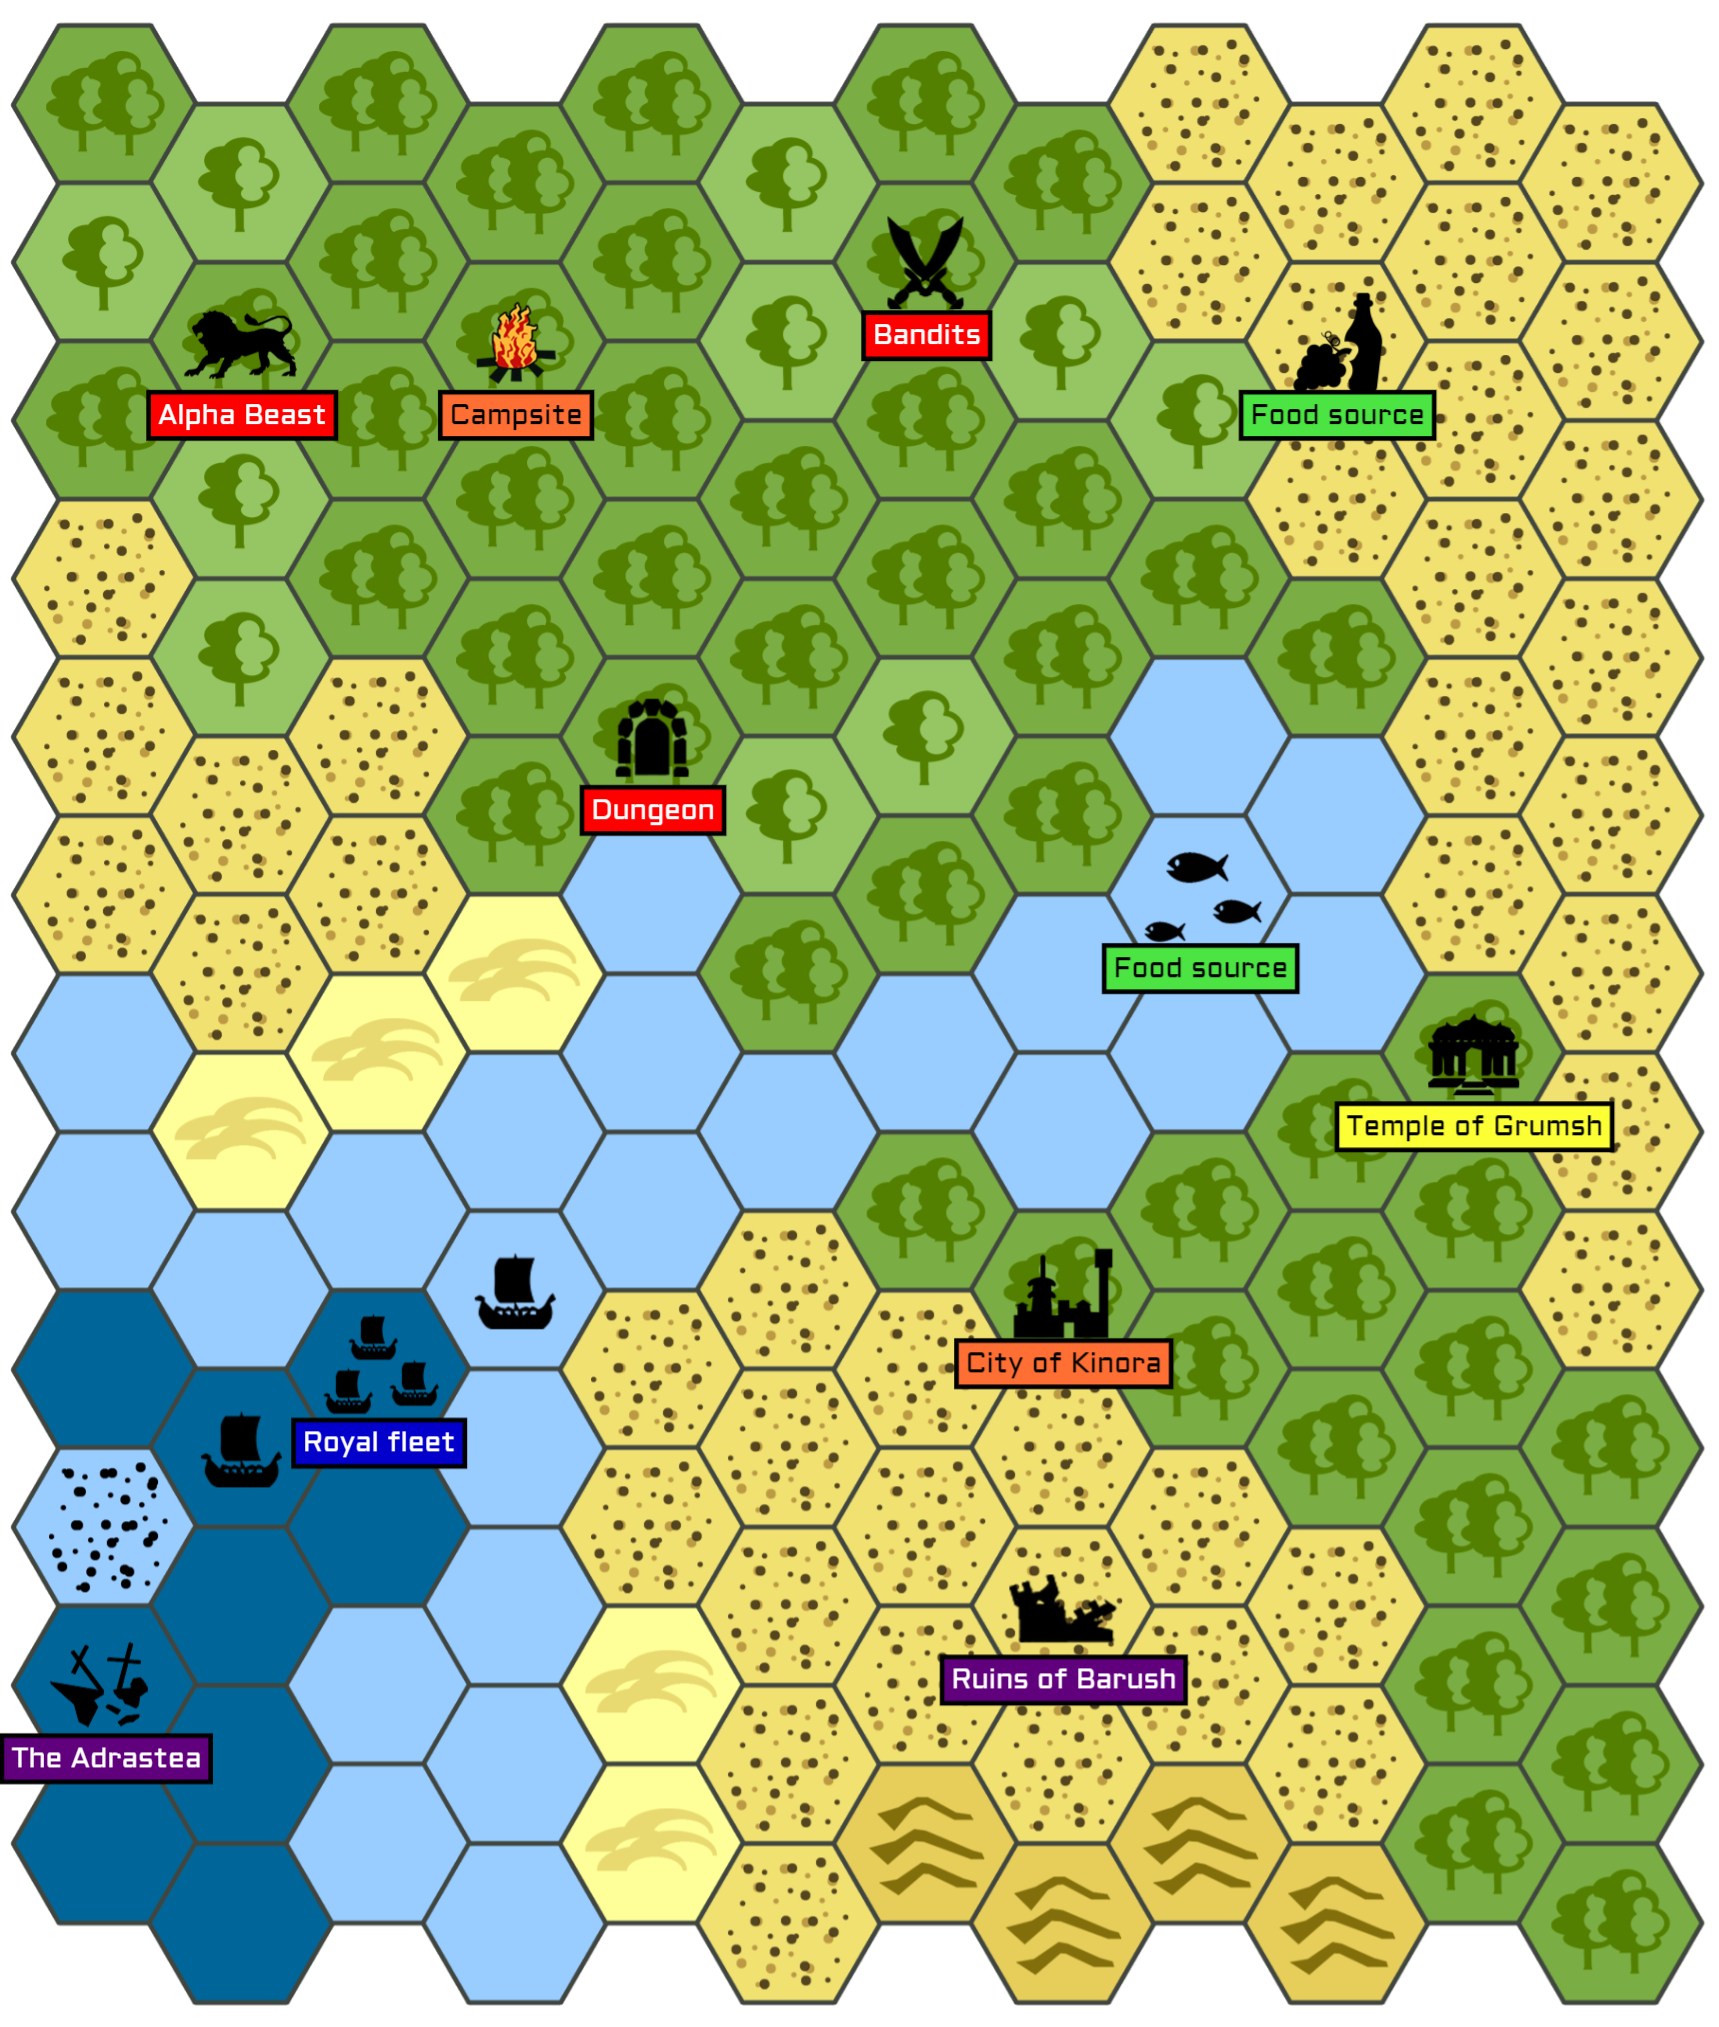 Bandits
Alpha Beast
Campsite
Food source
Dungeon
Food source
Temple of Grumsh
City of Kinora
Royal fleet
Ruins of Barush
The Adrastea